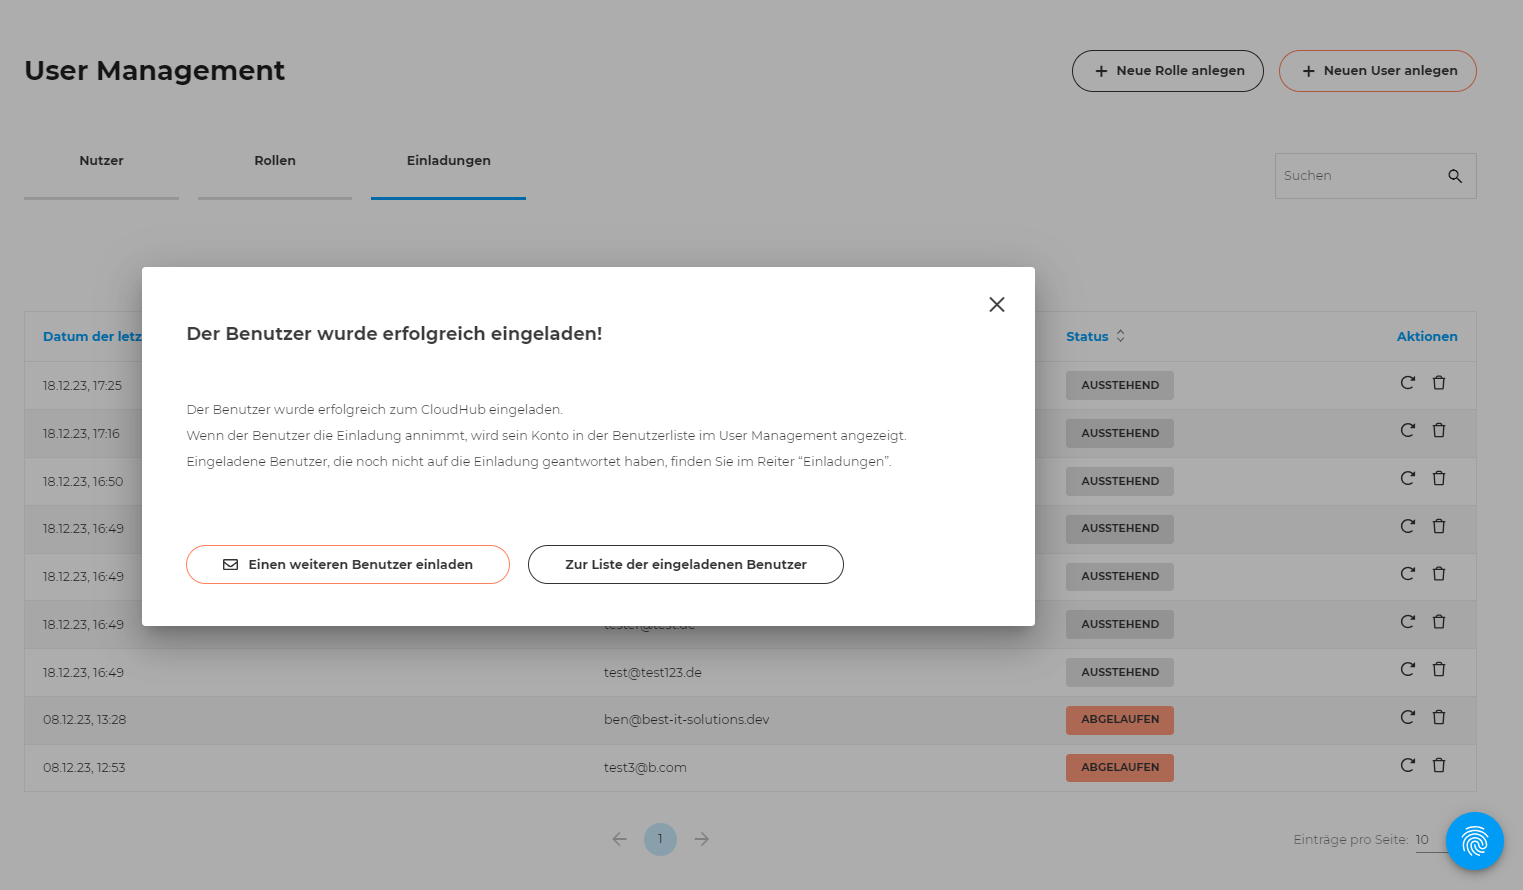 User Management
Neue Rolle anlegen
Neuen User anlegen
Nutzer
Rollen
Einladungen
Suchen
Der Benutzer wurde erfolgreich eingeladen!
Der Benutzer wurde erfolgreich zum CloudHub eingeladen.
Wenn der Benutzer die Einladung annimmt, wird sein Konto in der Benutzerliste im User Management angezeigt.
Eingeladene Benutzer, die noch nicht auf die Einladung geantwortet haben, finden Sie im Reiter “Einladungen”.
Einen weiteren Benutzer einladen
Zur Liste der eingeladenen Benutzer
Datum der letz Status Aktionen
18.12.23, 17:25 AUSSTEHEND
18.12.23, 17:16 AUSSTEHEND
18.12.23, 16:50 AUSSTEHEND
18.12.23, 16:49 AUSSTEHEND
18.12.23, 16:49 AUSSTEHEND
18.12.23, 16:49 AUSSTEHEND
18.12.23, 16:49 test@test123.de AUSSTEHEND
08.12.23, 13:28 ben@best-it-solutions.dev ABGELAUFEN
08.12.23, 12:53 test3@b.com ABGELAUFEN
1
Einträge pro Seite: 10